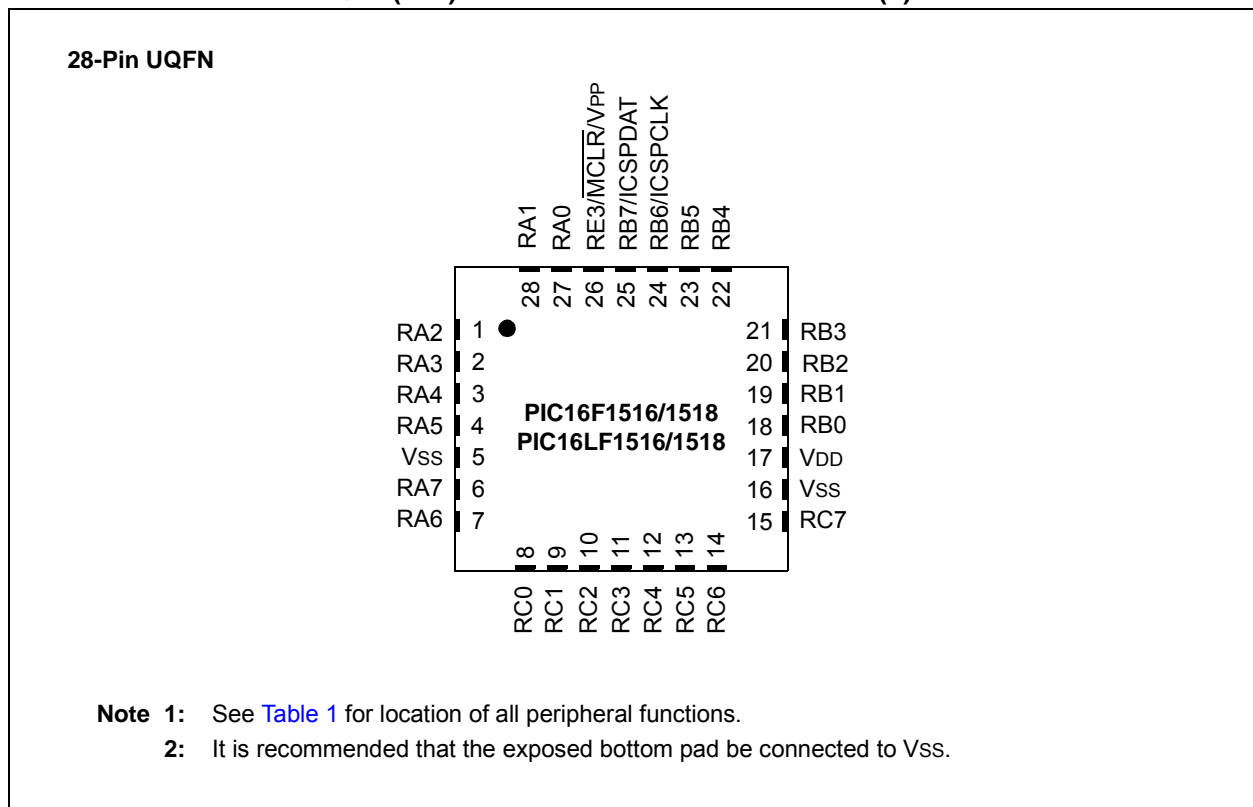 28-Pin UQFN
RA1
RA0
RE3/MCLR/VPP
RB7/ICSPDAT
RB6/ICSPCLK
RB5
RB4
28
27
26
25
24
23
22
RA2 1
RA3 2
RA4 3
RA5 4
VSS 5
RA7 6
RA6 7
21 RB3
20 RB2
19 RB1
18 RB0
17 VDD
16 VSS
15 RC7
PIC16F1516/1518
PIC16LF1516/1518
8
9
10
11
12
13
14
RC0
RC1
RC2
RC3
RC4
RC5
RC6
Note 1: See Table 1 for location of all peripheral functions.
2: It is recommended that the exposed bottom pad be connected to VSS.